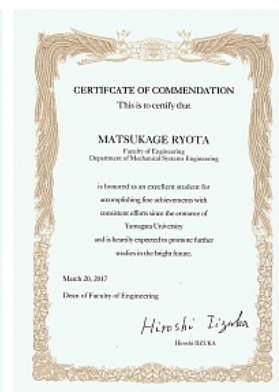 CERTIFCATE OF COMMENDATION
This is to certify that
MATSUKAGE RYOTA
Faculty of Engineering
Department of Mechanical Systems Engineering
is honored as an excellent student for
accomplishing fine achievements with
consistent efforts since the entrance of
Yamagata University
and is heartily expected to promote further
studies in the bright future.
March 20, 2017
Dean of Faculty of Engineering
Hiroshi Iizuka
Hiroshi IIZUKA